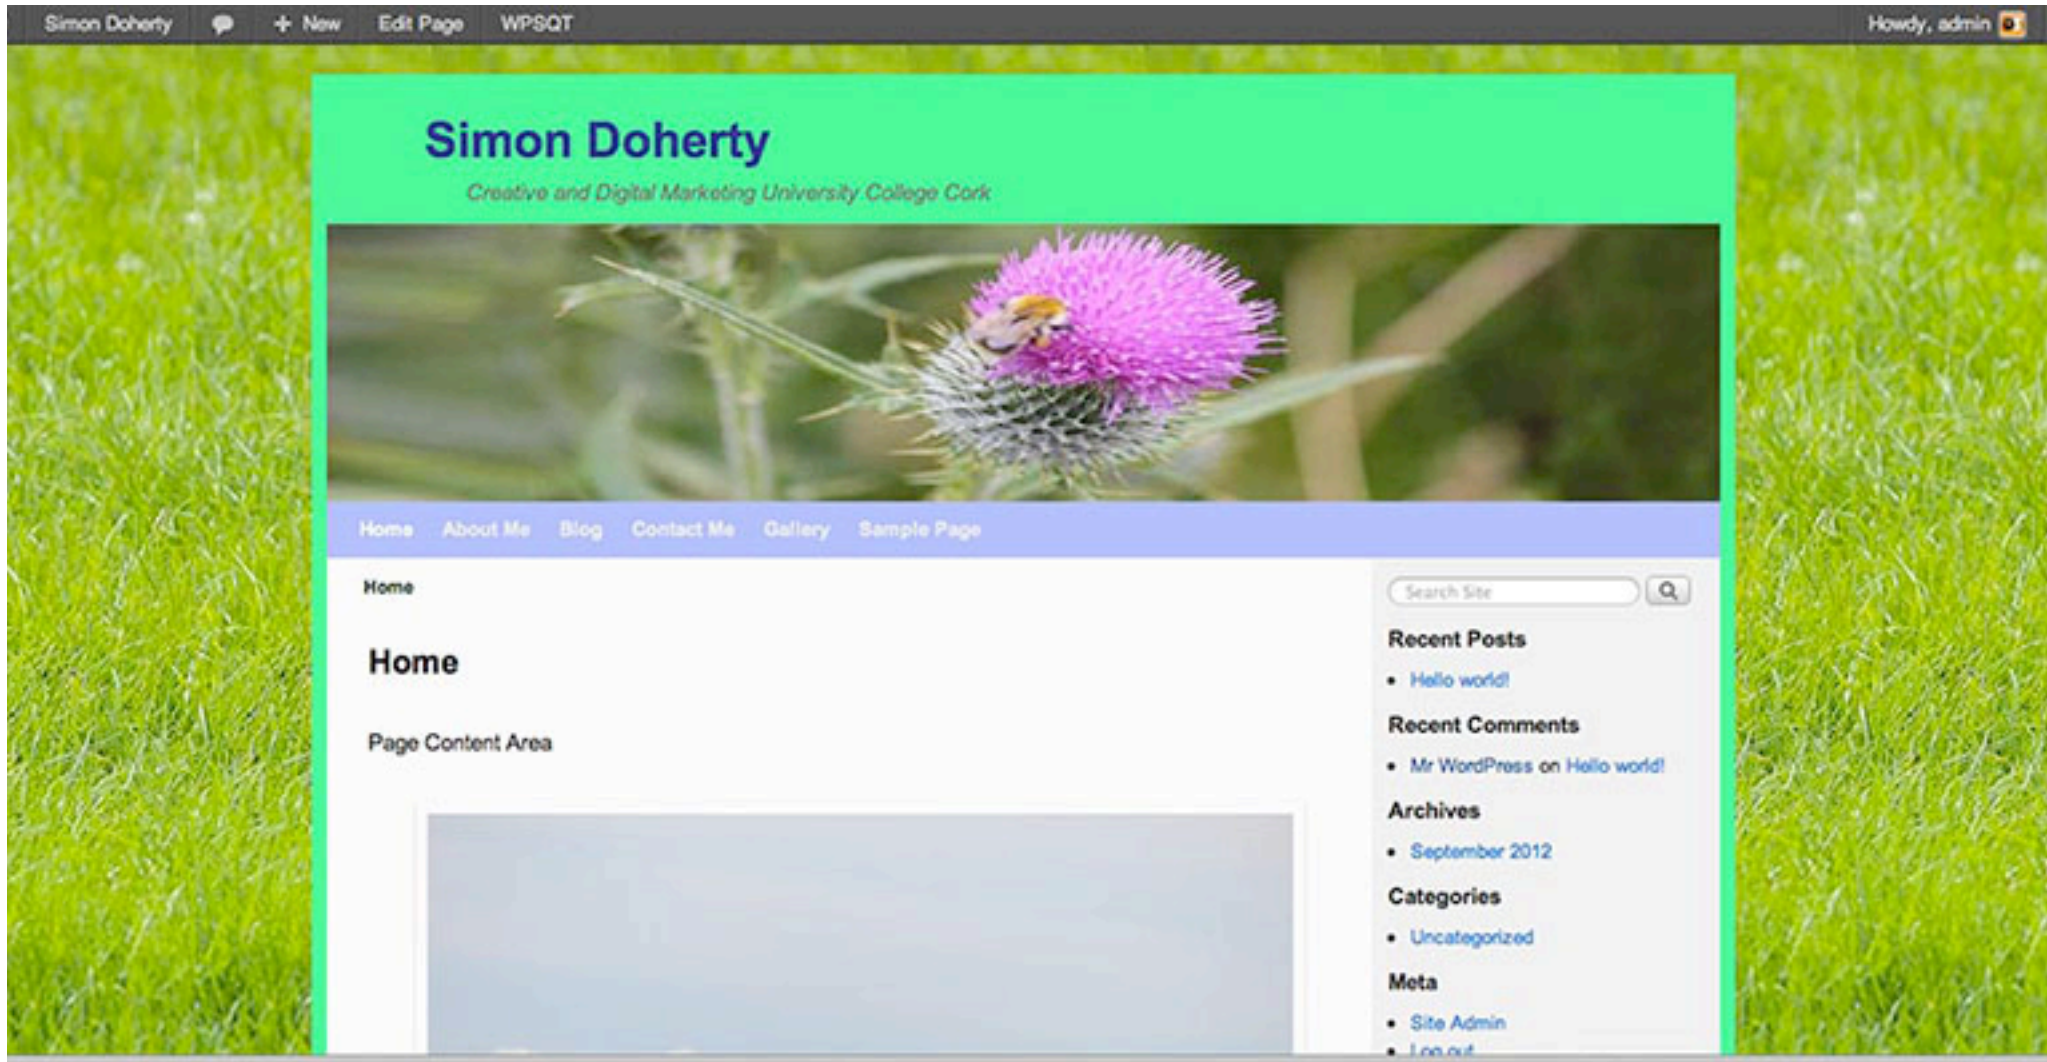 Simon Doherty + New Edit Page WPSQT Howdy, admin
Simon Doherty
Creative and Digital Marketing University College Cork
Home About Me Blog Contact Me Gallery Sample Page
Home
Search Site
Home
Page Content Area
Recent Posts
• Hello world!
Recent Comments
• Mr WordPress on Hello world!
Archives
• September 2012
Categories
• Uncategorized
Meta
• Site Admin
• Log out